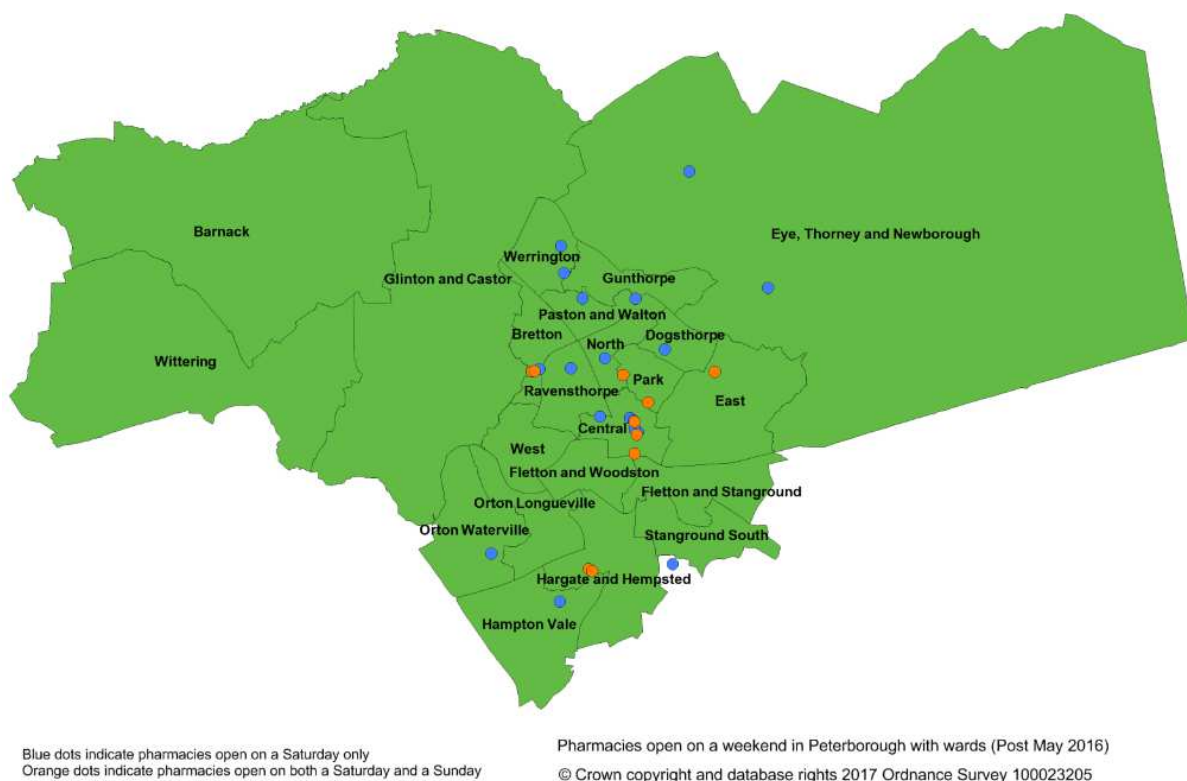 Barnack
Eye, Thorney and Newborough
Werrington
Glinton and Castor
Gunthorpe
Paston and Walton
Bretton
Dogsthorpe
North
Wittering
Park
Ravensthorpe
East
Central
West
Fletton and Woodston
Fletton and Stanground
Orton Longueville
Orton Waterville
Stanground South
Hargate and Hempsted
Hampton Vale
Blue dots indicate pharmacies open on a Saturday only
Orange dots indicate pharmacies open on both a Saturday and a Sunday
Pharmacies open on a weekend in Peterborough with wards (Post May 2016)
© Crown copyright and database rights 2017 Ordnance Survey 100023205